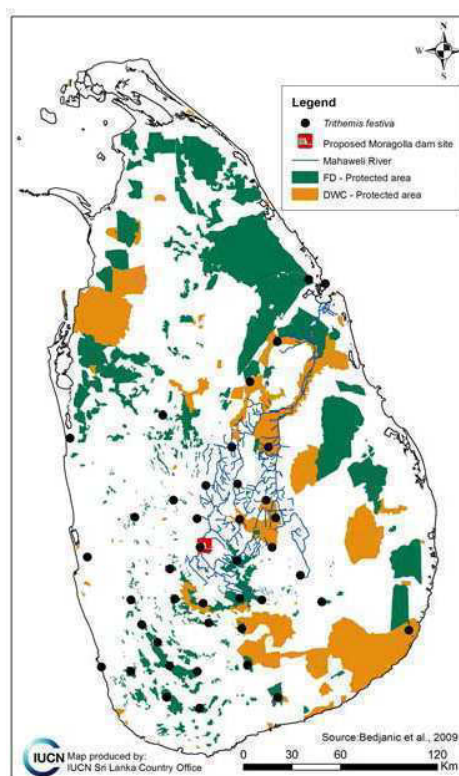 N
W E
S
Legend
Trithemis festiva
Proposed Moragolla dam site
Mahaweli River
FD - Protected area
DWC - Protected area
Source:Bedjanic et al., 2009
IUCN
Map produced by:
IUCN Sri Lanka Country Office
0 30 60 120
Km